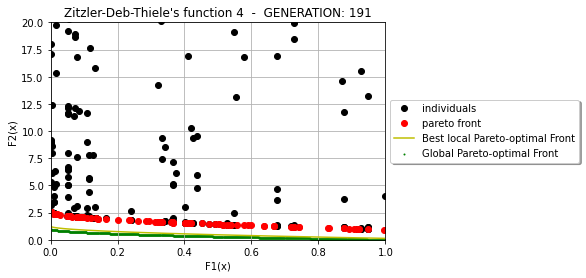 Zitzler-Deb-Thiele's function 4 - GENERATION: 191
20.0
17.5
15.0
12.5
10.0
7.5
5.0
2.5
0.0
F2(x)
0.0 0.2 0.4 0.6 0.8 1.0
F1(x)
individuals
pareto front
Best local Pareto-optimal Front
Global Pareto-optimal Front